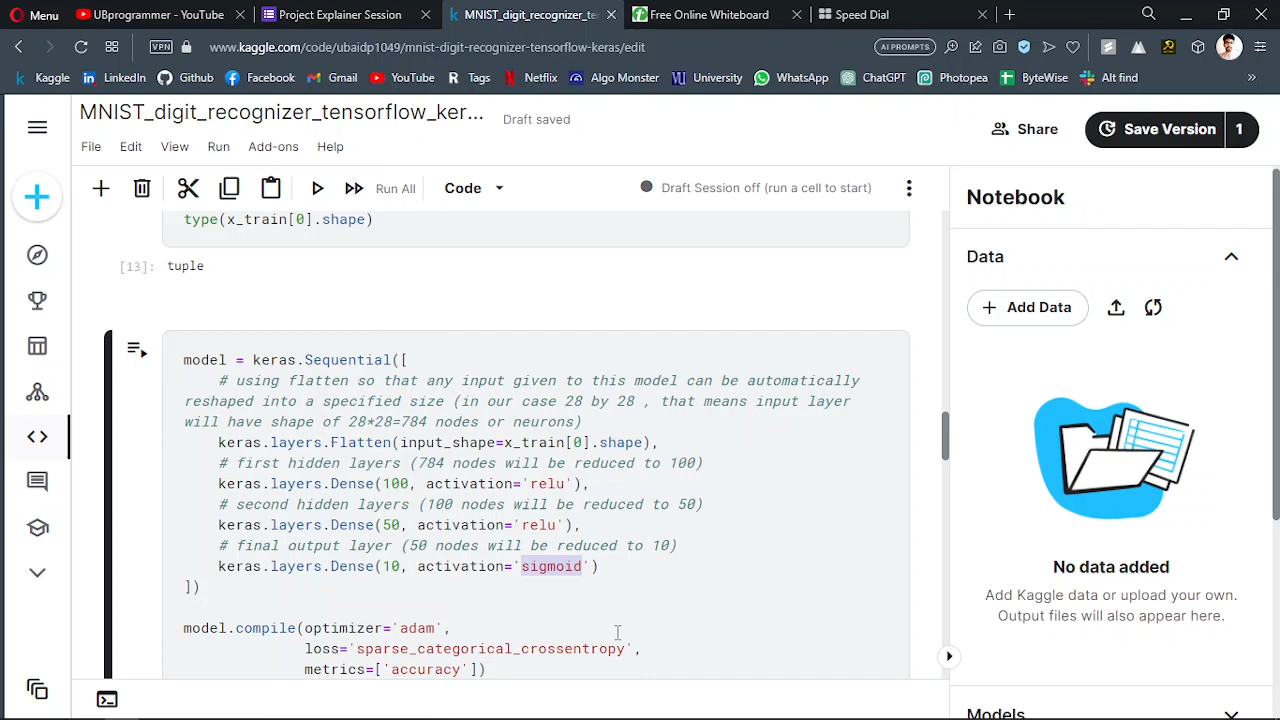 Menu
UBprogrammer - YouTube
Project Explainer Session
MNIST_digit_recognizer_te
Free Online Whiteboard
Speed Dial
VPN
www.kaggle.com/code/ubaidp1049/mnist-digit-recognizer-tensorflow-keras/edit
AI PROMPTS
Kaggle LinkedIn Github Facebook Gmail YouTube Tags Netflix Algo Monster University WhatsApp ChatGPT Photopea ByteWise Alt find
MNIST_digit_recognizer_tensorflow_ker...
Draft saved
Share
Save Version
1
File Edit View Run Add-ons Help
Run All
Code
Draft Session off (run a cell to start)
Notebook
type(x_train[0].shape)
[13]: tuple
model = keras.Sequential([
# using flatten so that any input given to this model can be automatically
reshaped into a specified size (in our case 28 by 28 , that means input layer
will have shape of 28*28=784 nodes or neurons)
keras.layers.Flatten(input_shape=x_train[0].shape),
# first hidden layers (784 nodes will be reduced to 100)
keras.layers.Dense(100, activation='relu'),
# second hidden layers (100 nodes will be reduced to 50)
keras.layers.Dense(50, activation='relu'),
# final output layer (50 nodes will be reduced to 10)
keras.layers.Dense(10, activation='sigmoid')
])
model.compile(optimizer='adam',
loss='sparse_categorical_crossentropy',
metrics=['accuracy'])
Data
Add Data
No data added
Add Kaggle data or upload your own.
Output files will also appear here.
Models